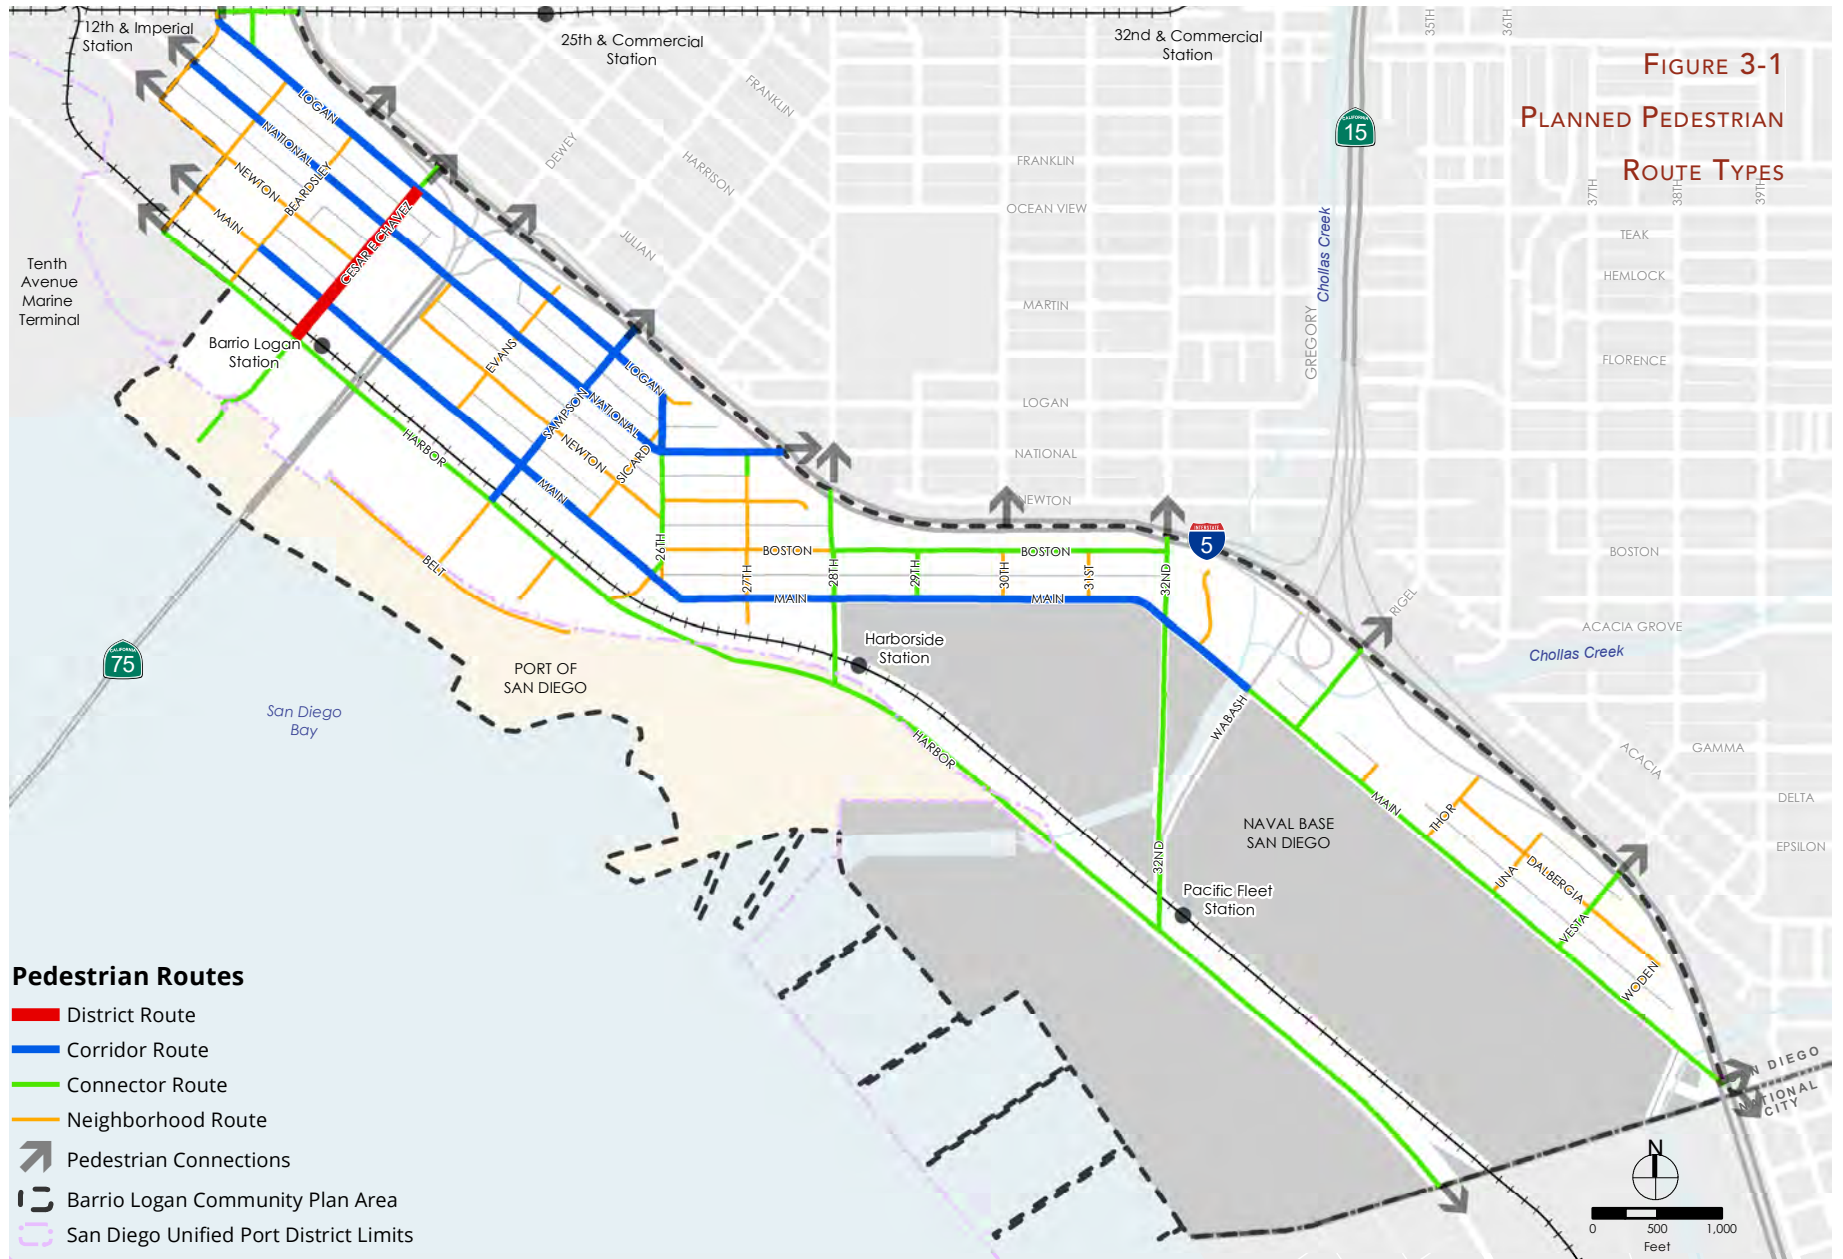 FIGURE 3-1
PLANNED PEDESTRIAN
ROUTE TYPES
12th & Imperial
Station
25th & Commercial
Station
32nd & Commercial
Station
35TH
36TH
CALIFORNIA
15
FRANKLIN
DEWEY
HARRISON
JULIAN
FRANKLIN
OCEAN VIEW
MARTIN
LOGAN
NATIONAL
NEWTON
GREGORY
Chollas Creek
37TH
38TH
39TH
TEAK
HEMLOCK
FLORENCE
BOSTON
ACACIA GROVE
Chollas Creek
RIGEL
ACACIA
GAMMA
DELTA
EPSILON
LOGAN
NATIONAL
NEWTON
BEARDSLEY
MAIN
CESAR E CHAVEZ
Tenth
Avenue
Marine
Terminal
Barrio Logan
Station
EVANS
SAMPSON
LOGAN
NATIONAL
NEWTON
SICARD
HARBOR
MAIN
BELT
26TH
27TH
BOSTON
28TH
29TH
30TH
BOSTON
31ST
32ND
MAIN
MAIN
INTERSTATE
5
CALIFORNIA
75
San Diego
Bay
PORT OF
SAN DIEGO
Harborside
Station
HARBOR
WABASH
32ND
NAVAL BASE
SAN DIEGO
Pacific Fleet
Station
MAIN
THOR
UNA
DALBERGIA
VESTA
WODEN
SAN DIEGO
NATIONAL
CITY
Pedestrian Routes
District Route
Corridor Route
Connector Route
Neighborhood Route
Pedestrian Connections
Barrio Logan Community Plan Area
San Diego Unified Port District Limits
N
0 500 1,000
Feet